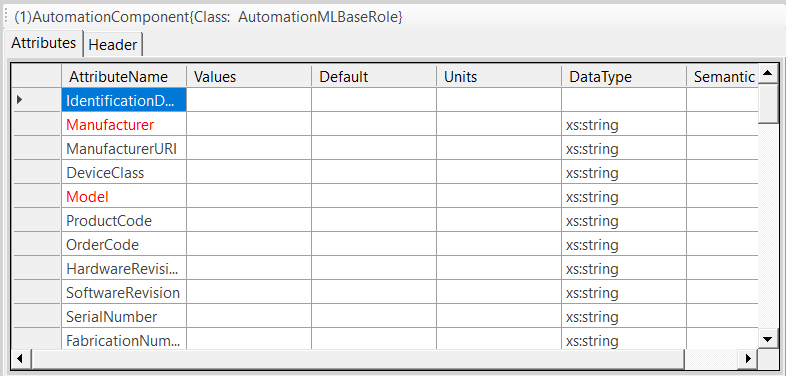 (1)AutomationComponent{Class:  AutomationMLBaseRole}
Attributes Header
AttributeName Values Default Units DataType Semantic
IdentificationD...
Manufacturer xs:string
ManufacturerURI xs:string
DeviceClass xs:string
Model xs:string
ProductCode xs:string
OrderCode xs:string
HardwareRevisi... xs:string
SoftwareRevision xs:string
SerialNumber xs:string
FabricationNum... xs:string